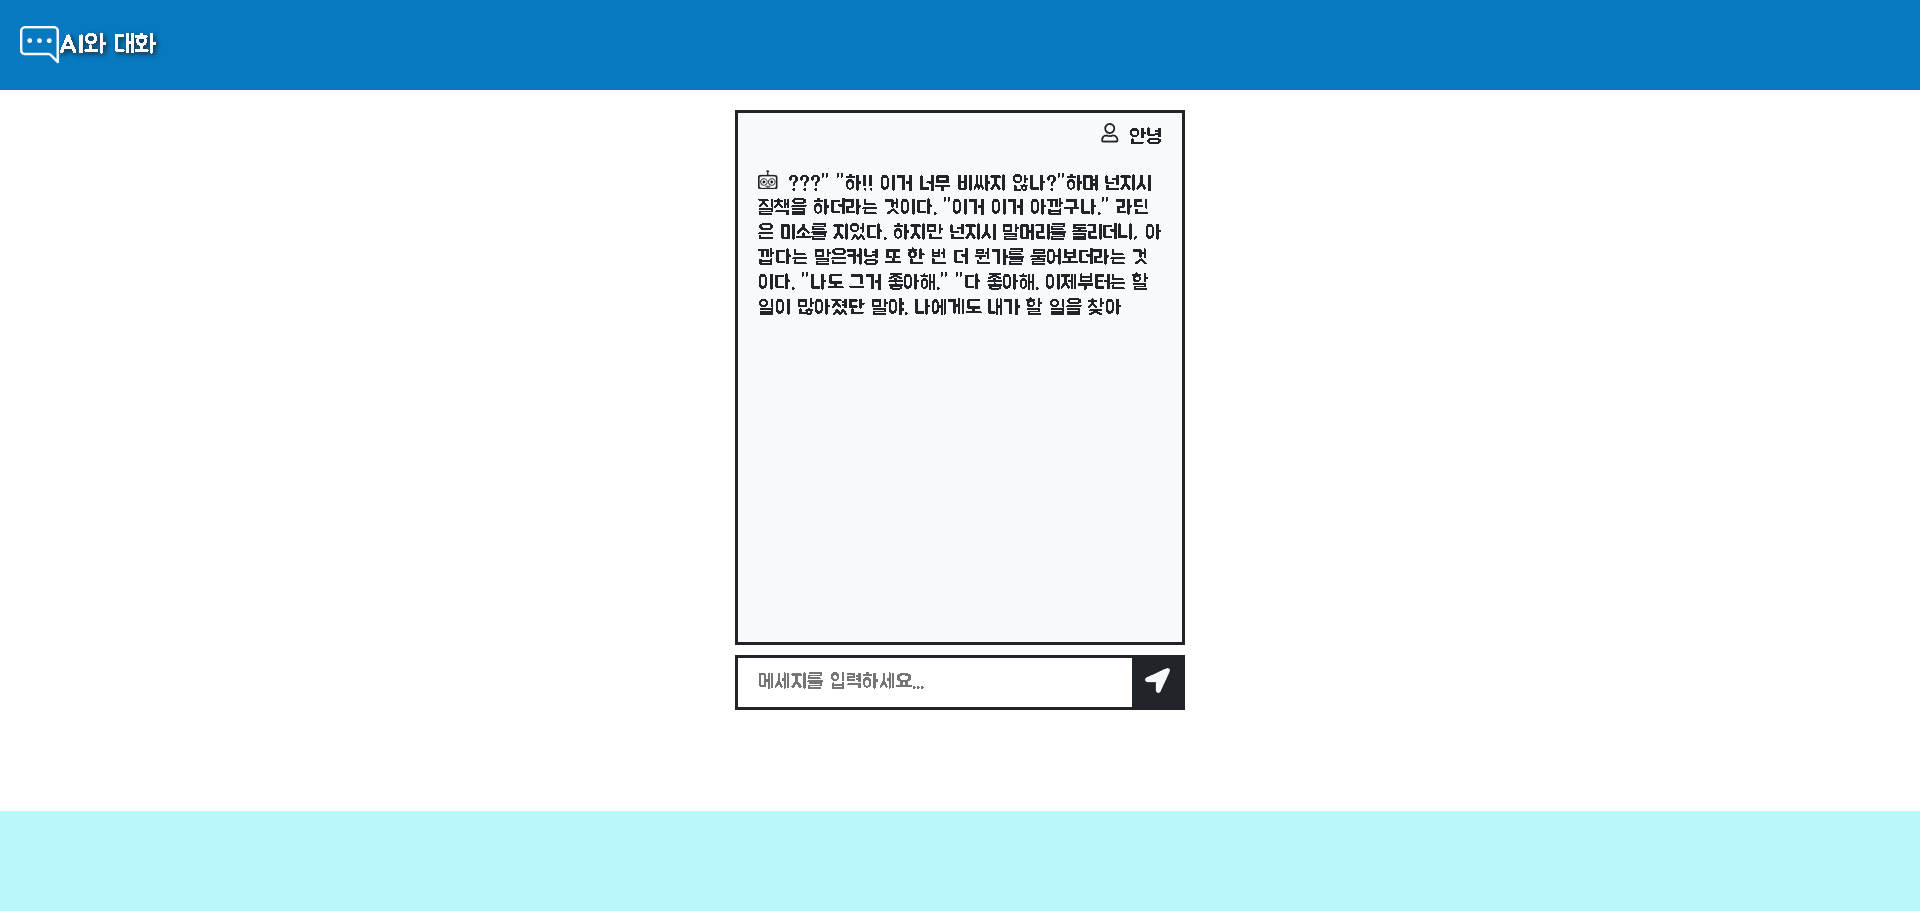 AI와 대화
안녕
???" "하!! 이거 너무 비싸지 않나?"하며 넌지시
질책을 하더라는 것이다. "이거 이거 아깝구나." 라딘
은 미소를 지었다. 하지만 넌지시 말머리를 돌리더니, 아
깝다는 말은커녕 또 한 번 더 뭔가를 물어보더라는 것
이다. "나도 그거 좋아해." "다 좋아해. 이제부터는 할
일이 많아졌단 말야. 나에게도 내가 할 일을 찾아
메세지를 입력하세요...